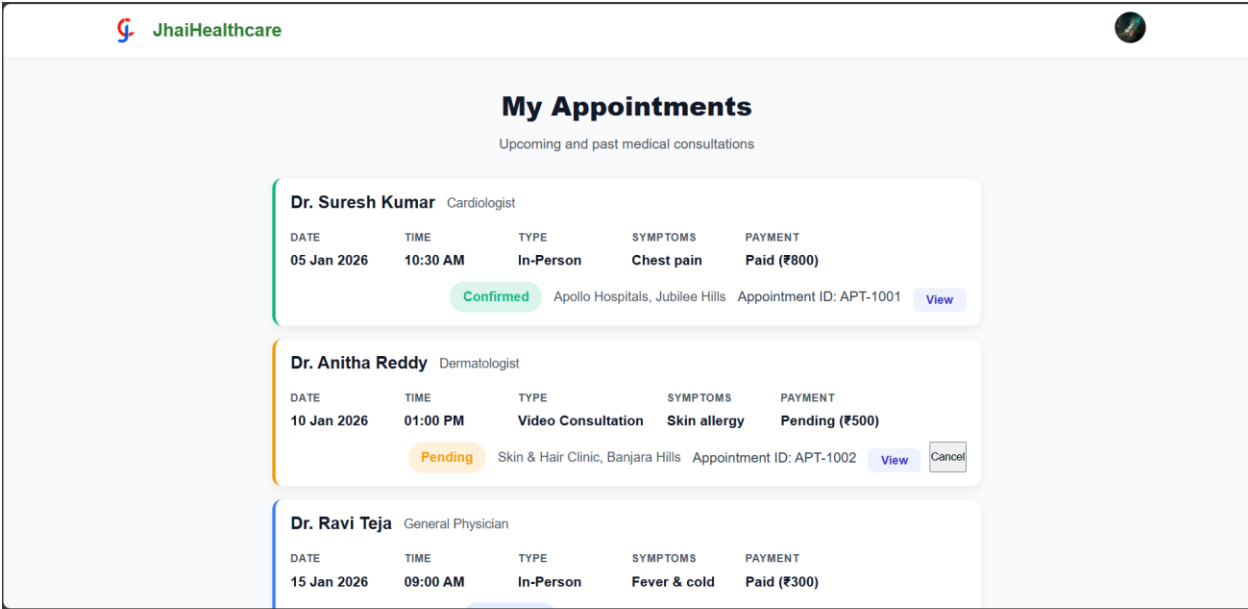 JhaiHealthcare
My Appointments
Upcoming and past medical consultations
Dr. Suresh Kumar Cardiologist
DATE TIME TYPE SYMPTOMS PAYMENT
05 Jan 2026 10:30 AM In-Person Chest pain Paid (₹800)
Confirmed Apollo Hospitals, Jubilee Hills Appointment ID: APT-1001 View
Dr. Anitha Reddy Dermatologist
DATE TIME TYPE SYMPTOMS PAYMENT
10 Jan 2026 01:00 PM Video Consultation Skin allergy Pending (₹500)
Pending Skin & Hair Clinic, Banjara Hills Appointment ID: APT-1002 View Cancel
Dr. Ravi Teja General Physician
DATE TIME TYPE SYMPTOMS PAYMENT
15 Jan 2026 09:00 AM In-Person Fever & cold Paid (₹300)